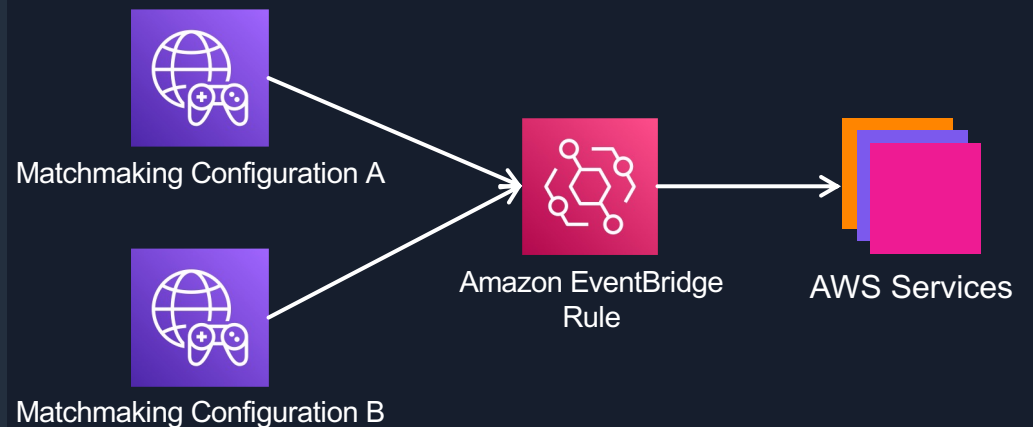 Matchmaking Configuration A
Amazon EventBridge
Rule
AWS Services
Matchmaking Configuration B